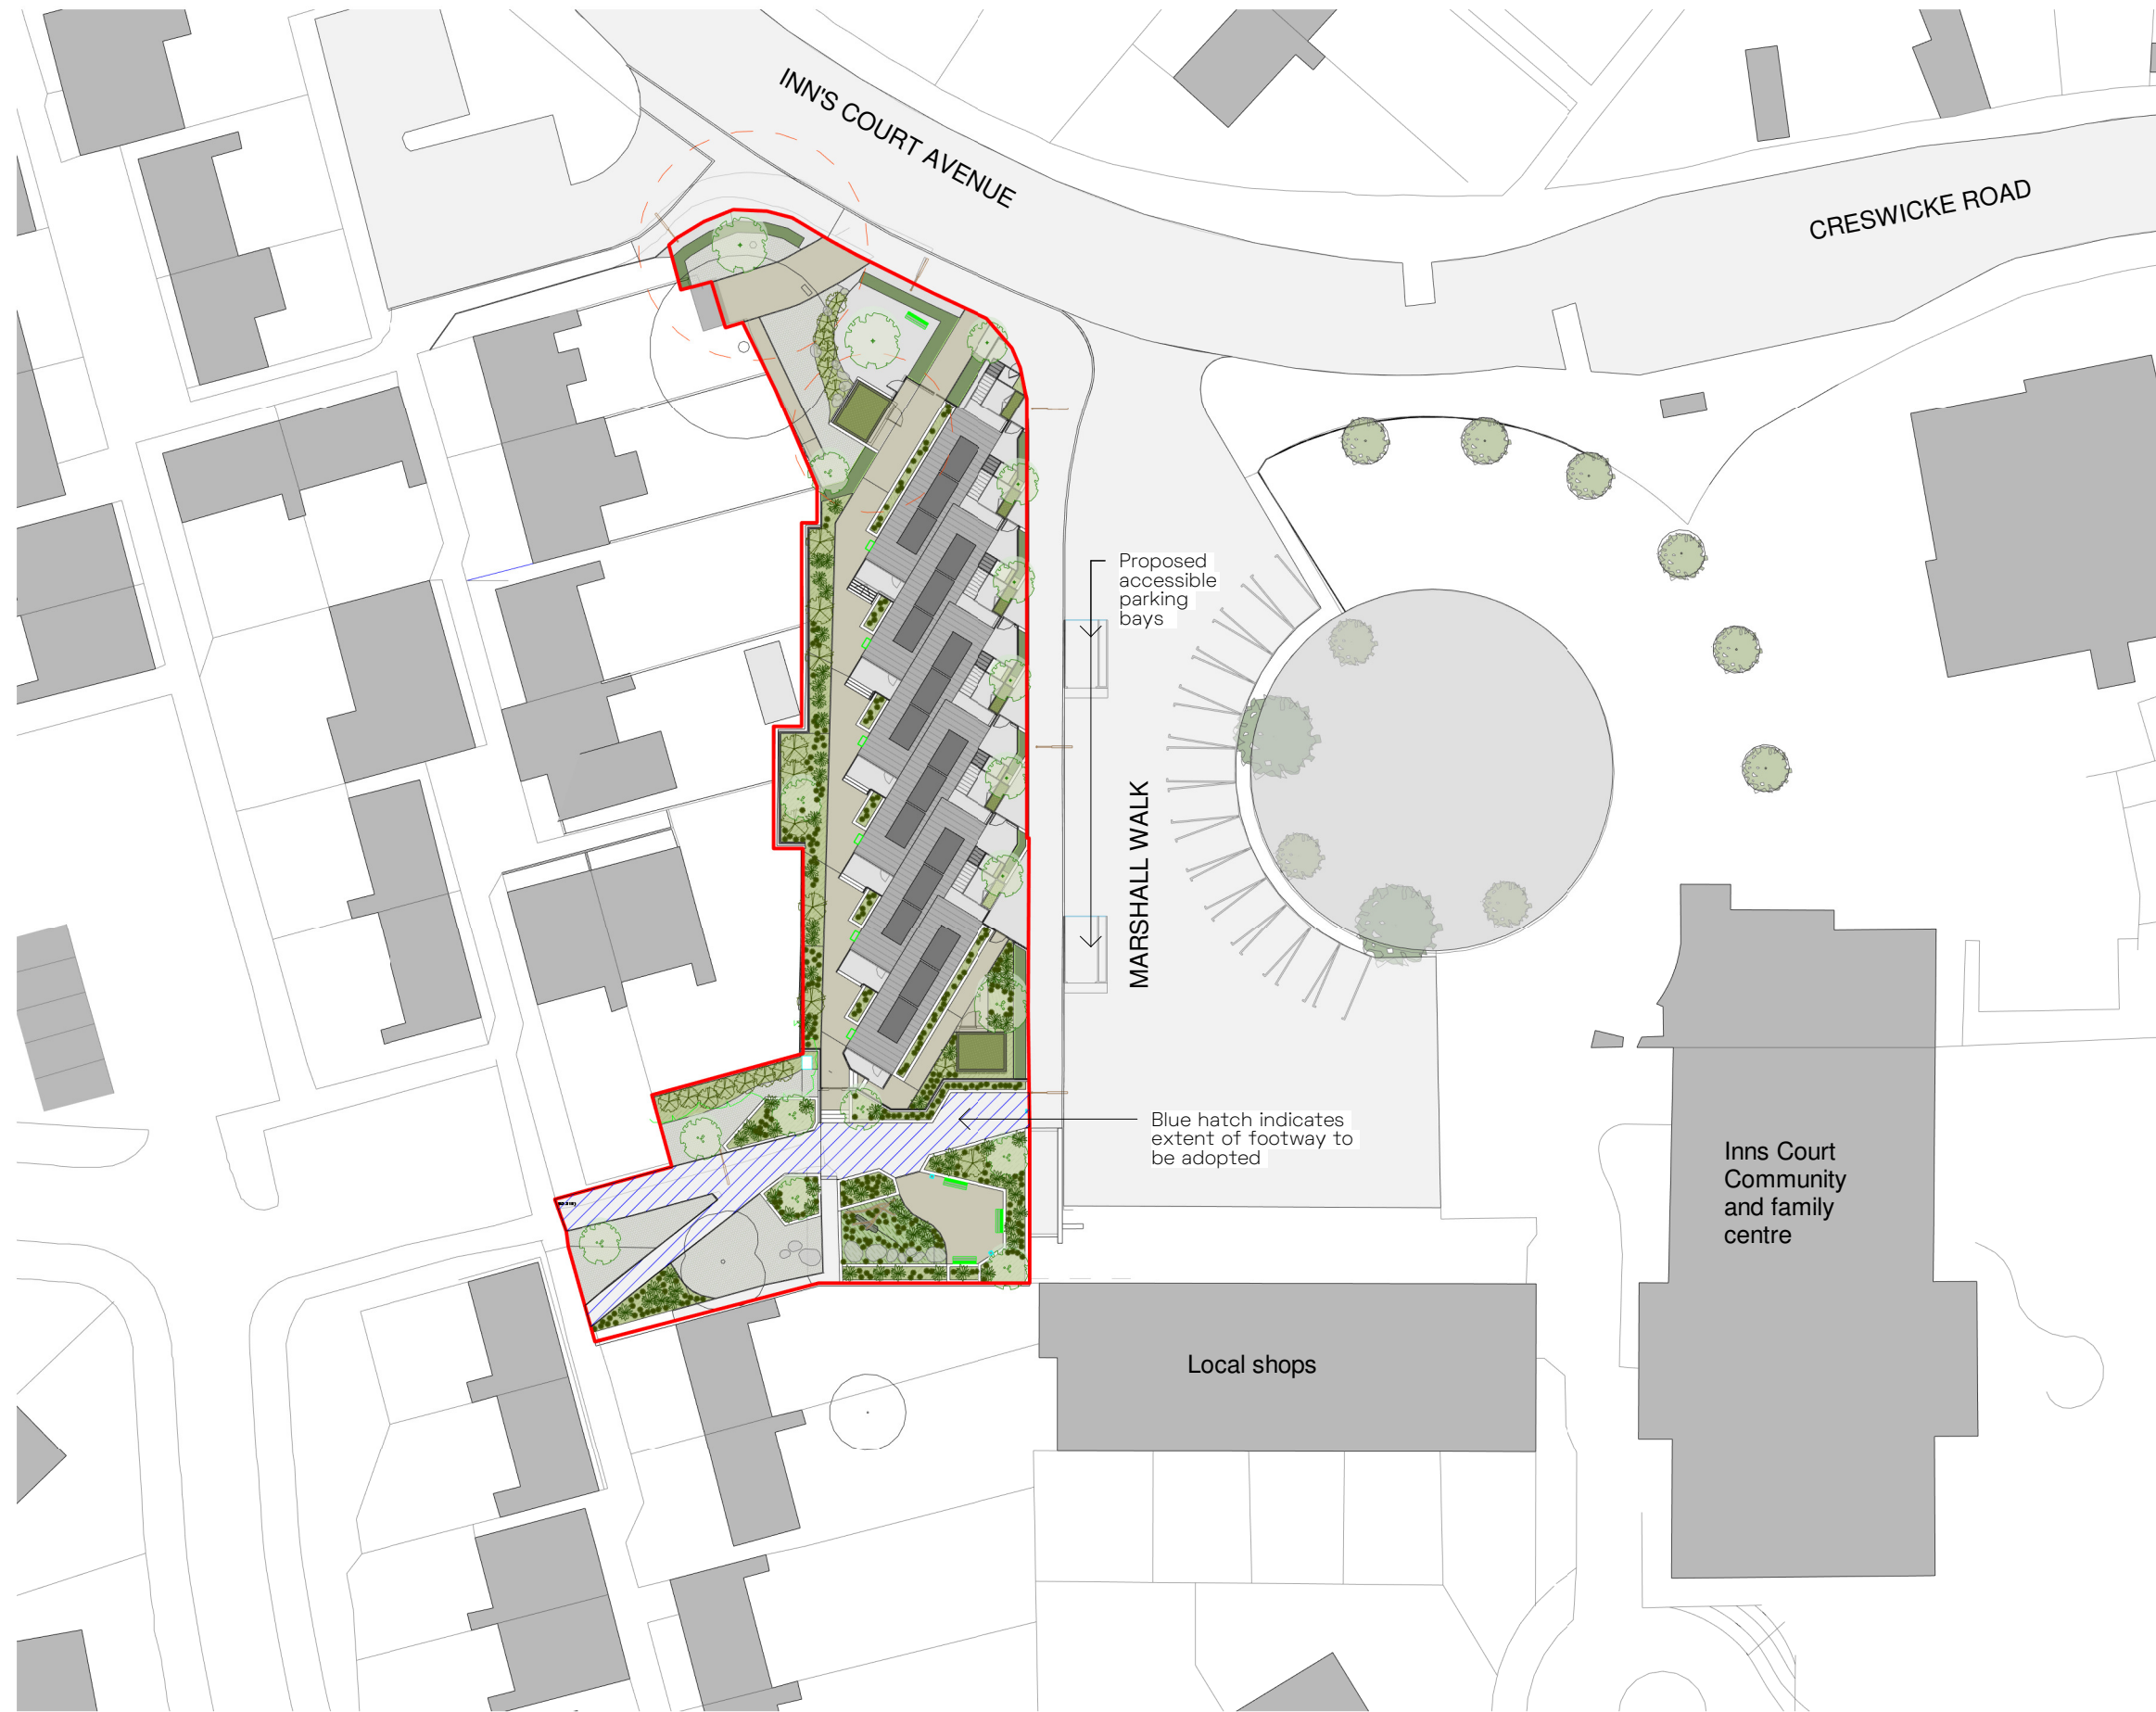 INN'S COURT AVENUE
CRESWICKE ROAD
Proposed
accessible
parking
bays
MARSHALL WALK
Blue hatch indicates
extent of footway to
be adopted
Inns Court
Community
and family
centre
Local shops